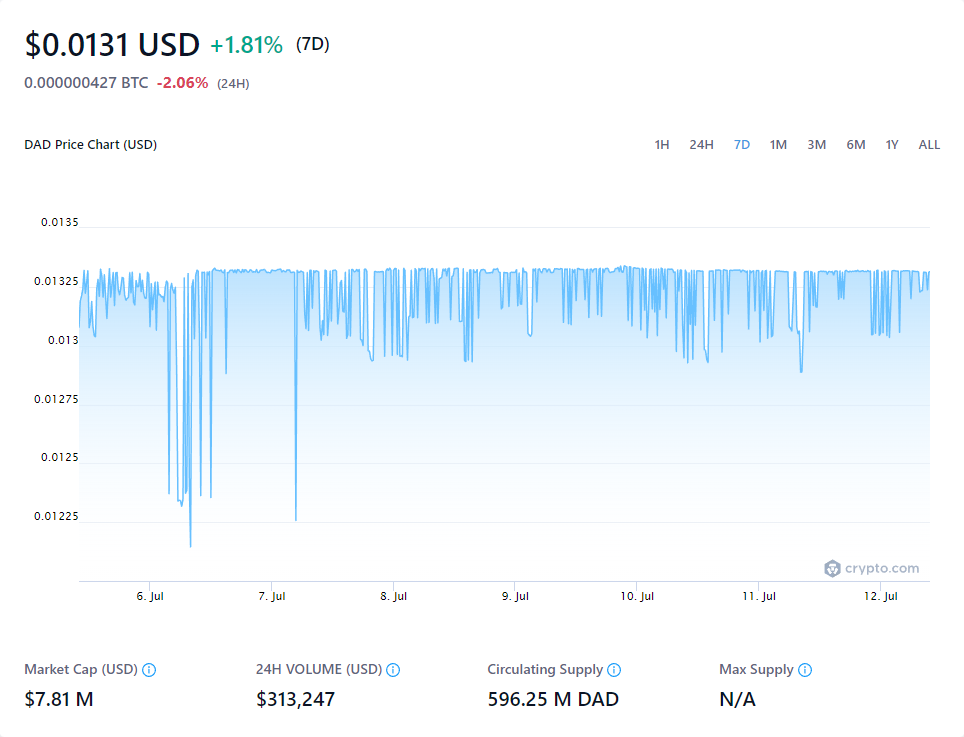 $0.0131 USD +1.81% (7D)
0.000000427 BTC -2.06% (24H)
DAD Price Chart (USD) 1H 24H 7D 1M 3M 6M 1Y ALL
0.0135
0.01325
0.013
0.01275
0.0125
0.01225
crypto.com
6. Jul 7. Jul 8. Jul 9. Jul 10. Jul 11. Jul 12. Jul
Market Cap (USD) 24H VOLUME (USD) Circulating Supply Max Supply
$7.81 M $313,247 596.25 M DAD N/A